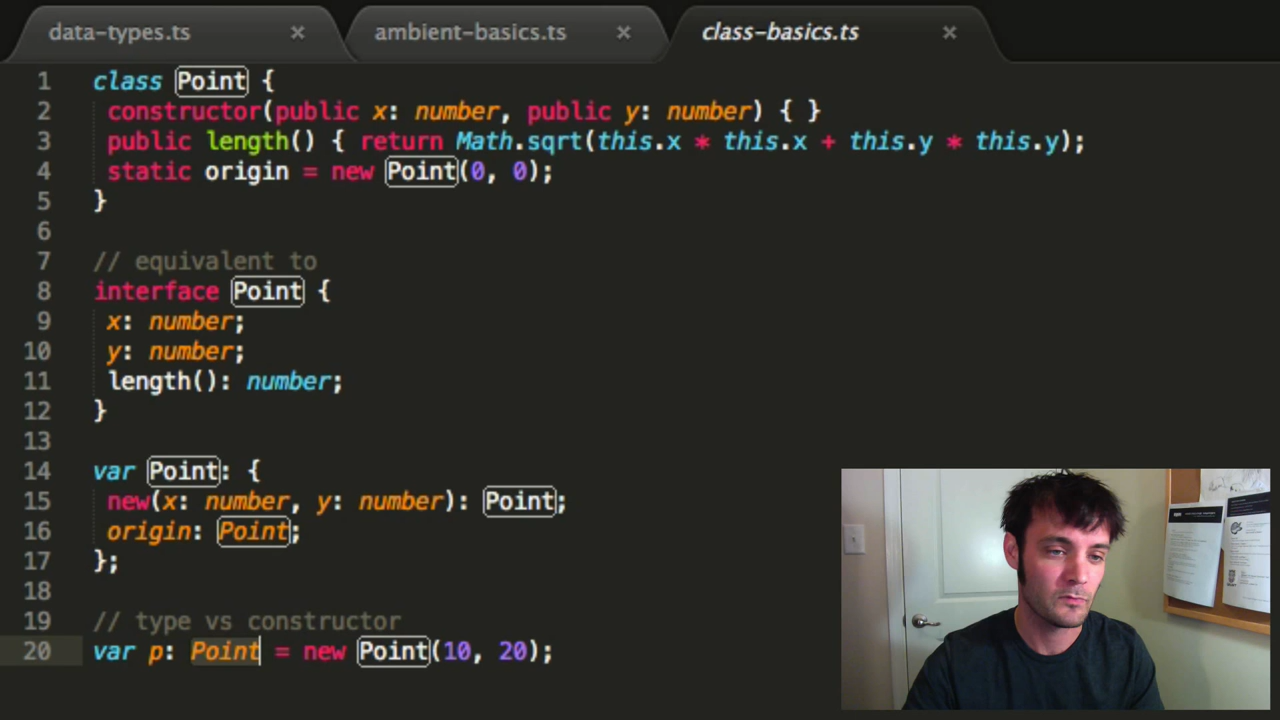 data-types.ts × ambient-basics.ts × class-basics.ts ×
1 class Point {
2 constructor(public x: number, public y: number) { }
3 public length() { return Math.sqrt(this.x * this.x + this.y * this.y);
4 static origin = new Point(0, 0);
5 }
6
7 // equivalent to
8 interface Point {
9 x: number;
10 y: number;
11 length(): number;
12 }
13
14 var Point: {
15 new(x: number, y: number): Point;
16 origin: Point;
17 };
18
19 // type vs constructor
20 var p: Point = new Point(10, 20);